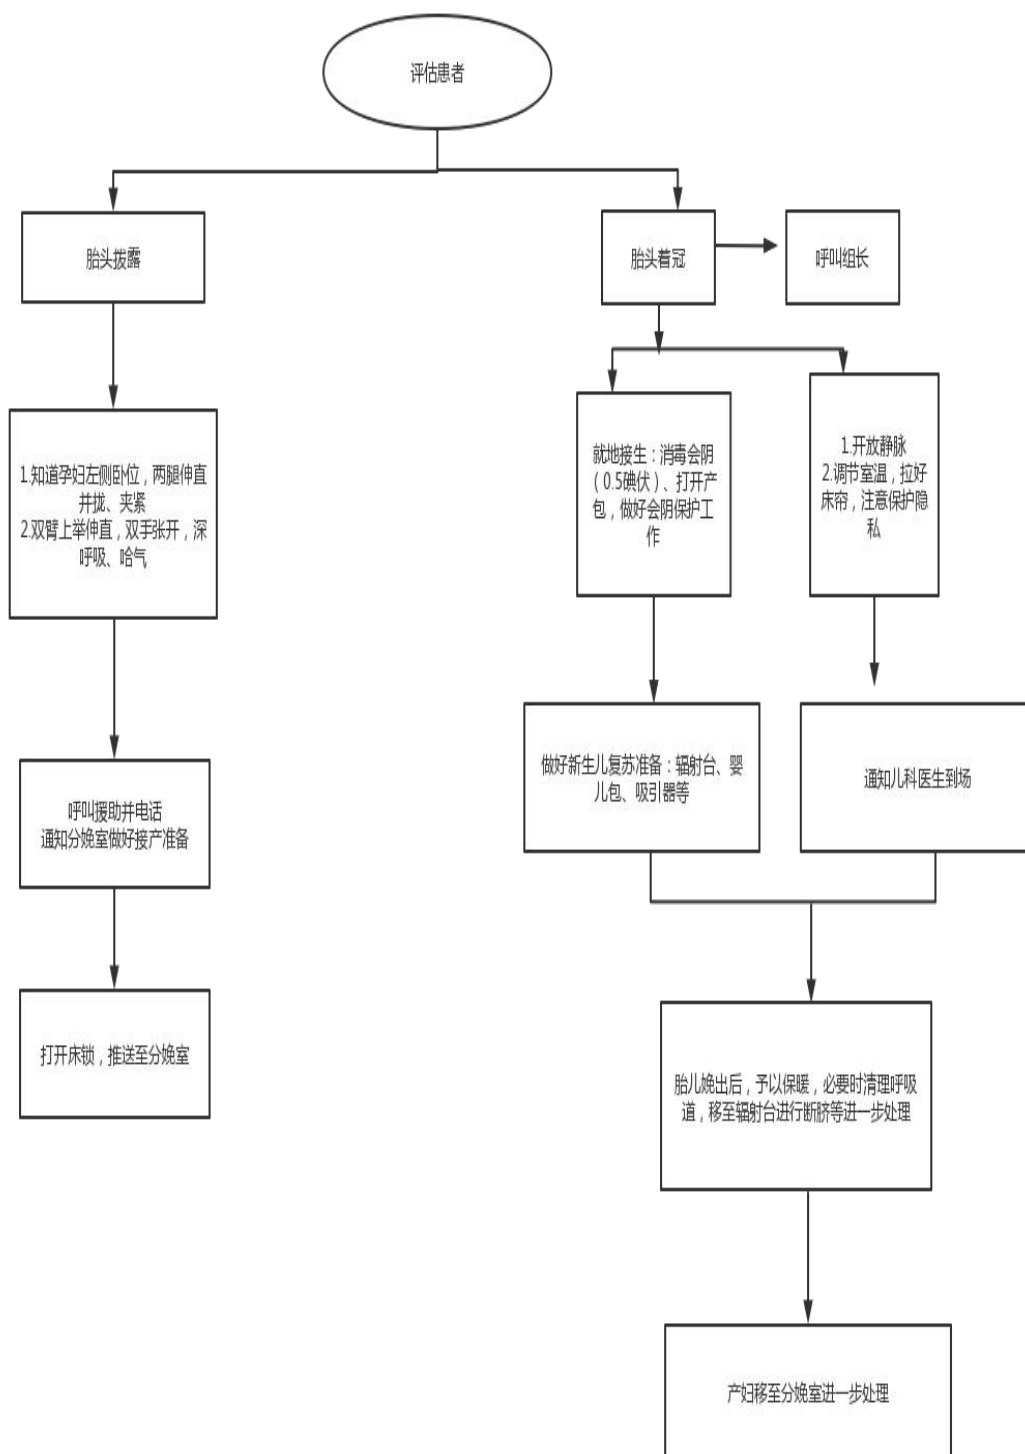 评估患者
胎头拨露
胎头着冠
呼叫组长
1.知道孕妇左侧卧位，两腿伸直
并拢、夹紧
2.双臂上举伸直，双手张开，深
呼吸、哈气
就地接生：消毒会阴
（0.5碘伏）、打开产
包，做好会阴保护工
作
1.开放静脉
2.调节室温，拉好
床帘，注意保护隐
私
呼叫援助并电话
通知分娩室做好接产准备
做好新生儿复苏准备：辐射台、婴
儿包、吸引器等
通知儿科医生到场
打开床锁，推送至分娩室
胎儿娩出后，予以保暖，必要时清理呼吸
道，移至辐射台进行断脐等进一步处理
产妇移至分娩室进一步处理